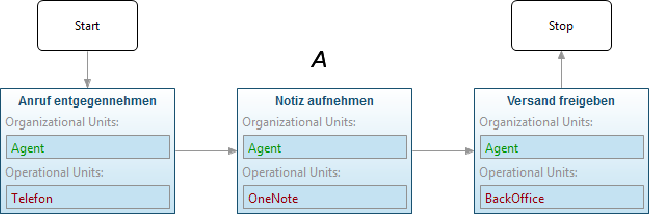 Start
Stop
A
Anruf entgegennehmen
Organizational Units:
Agent
Operational Units:
Telefon
Notiz aufnehmen
Organizational Units:
Agent
Operational Units:
OneNote
Versand freigeben
Organizational Units:
Agent
Operational Units:
BackOffice